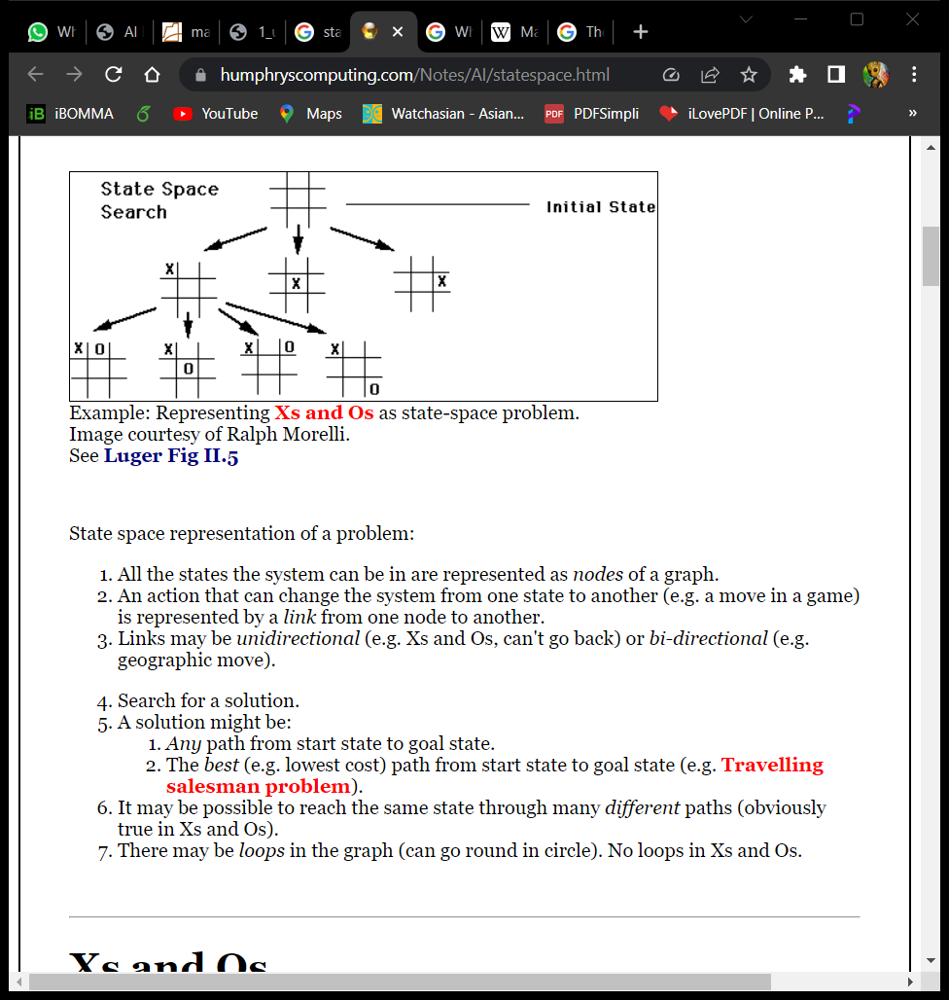 Wh
AI
ma
1_u
sta
WI
Ma
Th
humphryscomputing.com/Notes/AI/statespace.html
iB iBOMMA
YouTube
Maps
Watchasian - Asian...
PDF PDFSimpli
iLovePDF | Online P...
»
State Space
Search
Initial State
X
X
X
X O
X
O
X O
X
O
Example: Representing Xs and Os as state-space problem.
Image courtesy of Ralph Morelli.
See Luger Fig II.5
State space representation of a problem:
1. All the states the system can be in are represented as nodes of a graph.
2. An action that can change the system from one state to another (e.g. a move in a game)
is represented by a link from one node to another.
3. Links may be unidirectional (e.g. Xs and Os, can't go back) or bi-directional (e.g.
geographic move).
4. Search for a solution.
5. A solution might be:
1. Any path from start state to goal state.
2. The best (e.g. lowest cost) path from start state to goal state (e.g. Travelling
salesman problem).
6. It may be possible to reach the same state through many different paths (obviously
true in Xs and Os).
7. There may be loops in the graph (can go round in circle). No loops in Xs and Os.
Xs and Os